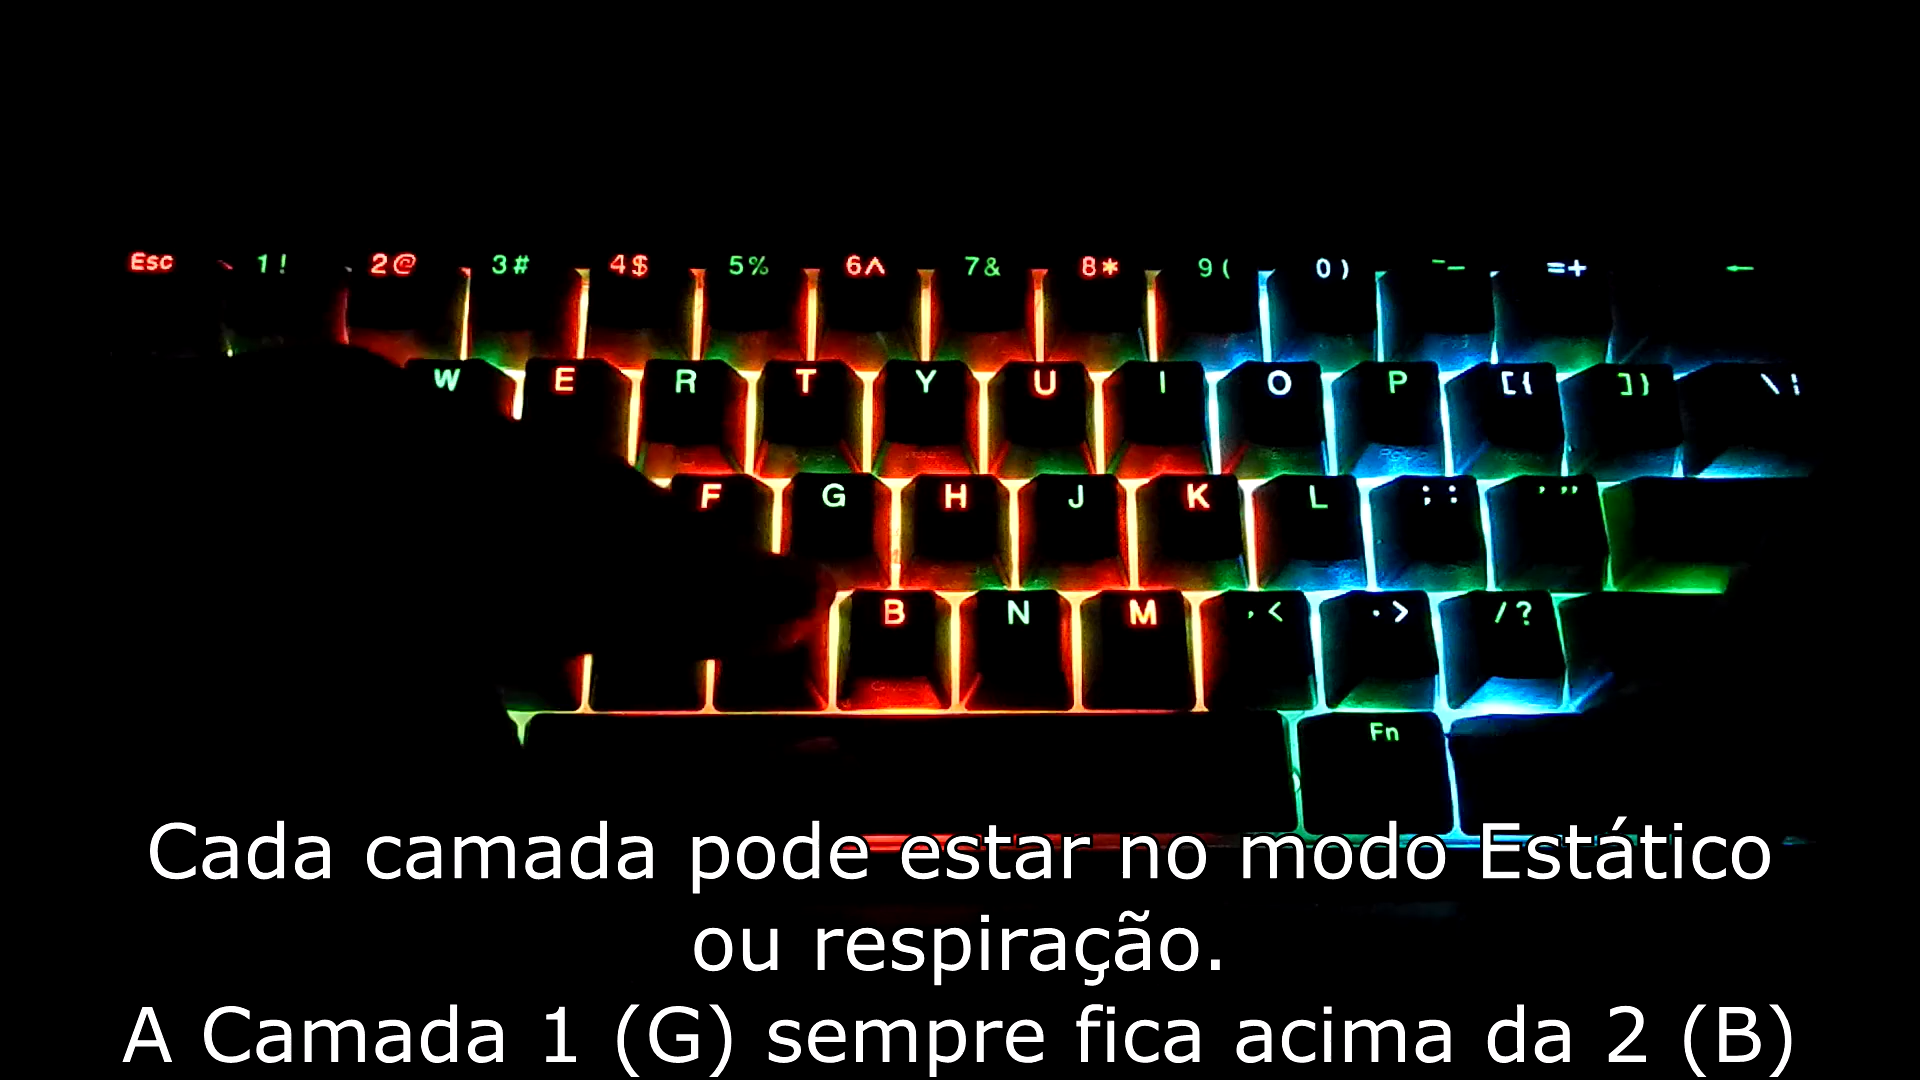 Esc 1! 2@ 3# 4$ 5% 6^ 7& 8* 9( 0) -_ =+ ←
W E R T Y U I O P [{ ]} \|
F G H J K L ;: '"
B N M ,< .> /?
Fn
Cada camada pode estar no modo Estático
ou respiração.
A Camada 1 (G) sempre fica acima da 2 (B)